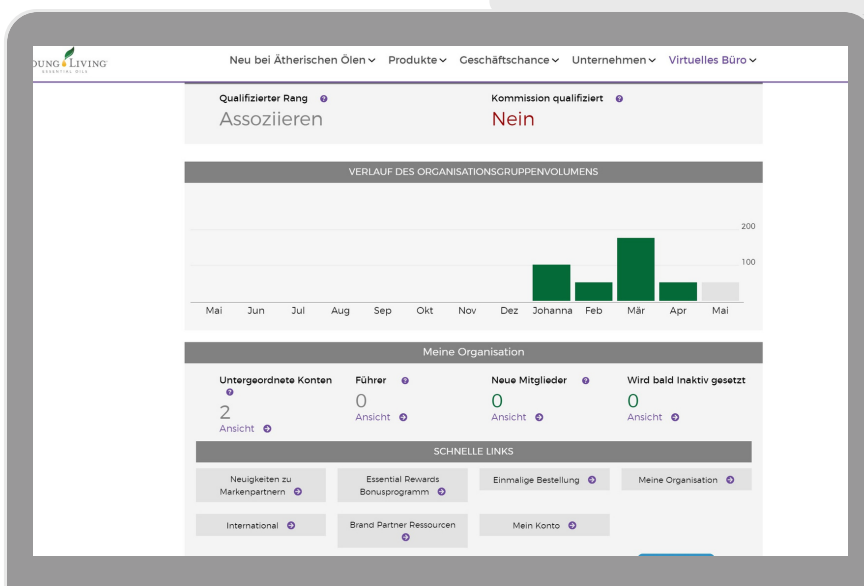 OUNG LIVING
ESSENTIAL OILS
Neu bei Ätherischen Ölen Produkte Geschäftschance Unternehmen Virtuelles Büro
Qualifizierter Rang Kommission qualifiziert
Assoziieren Nein
VERLAUF DES ORGANISATIONSGRUPPENVOLUMENS
200
100
Mai Jun Jul Aug Sep Okt Nov Dez Johanna Feb Mär Apr Mai
Meine Organisation
Untergeordnete Konten Führer Neue Mitglieder Wird bald Inaktiv gesetzt
2 0 0 0
Ansicht Ansicht Ansicht Ansicht
SCHNELLE LINKS
Neuigkeiten zu
Markenpartnern
Essential Rewards
Bonusprogramm
Einmalige Bestellung
Meine Organisation
International
Brand Partner Ressourcen
Mein Konto